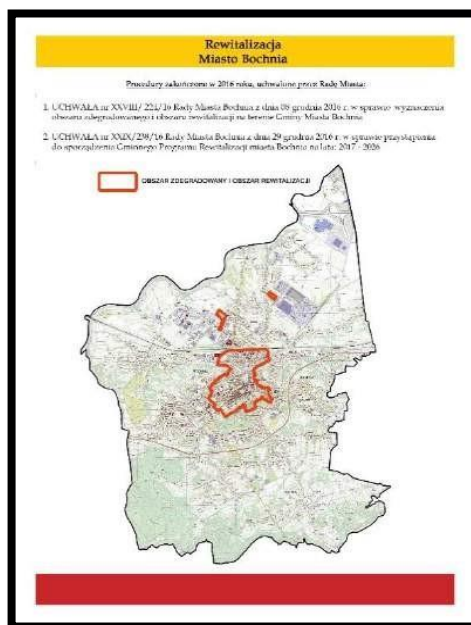 Rewitalizacja
Miasto Bochnia
Procedury zakończone w 2016 roku, uchwalone przez Radę Miasta:
1. UCHWAŁA nr XXVIII/ 221/16 Rady Miasta Bochnia z dnia 08 grudnia 2016 r. w sprawie wyznaczenia
obszaru zdegradowanego i obszaru rewitalizacji na terenie Gminy Miasta Bochnia
2. UCHWAŁA nr XXIX/238/16 Rady Miasta Bochnia z dnia 29 grudnia 2016 r. w sprawie przystąpienia
do sporządzenia Gminnego Programu Rewitalizacji miasta Bochnia na lata: 2017 - 2026
OBSZAR ZDEGRADOWANY I OBSZAR REWITALIZACJI